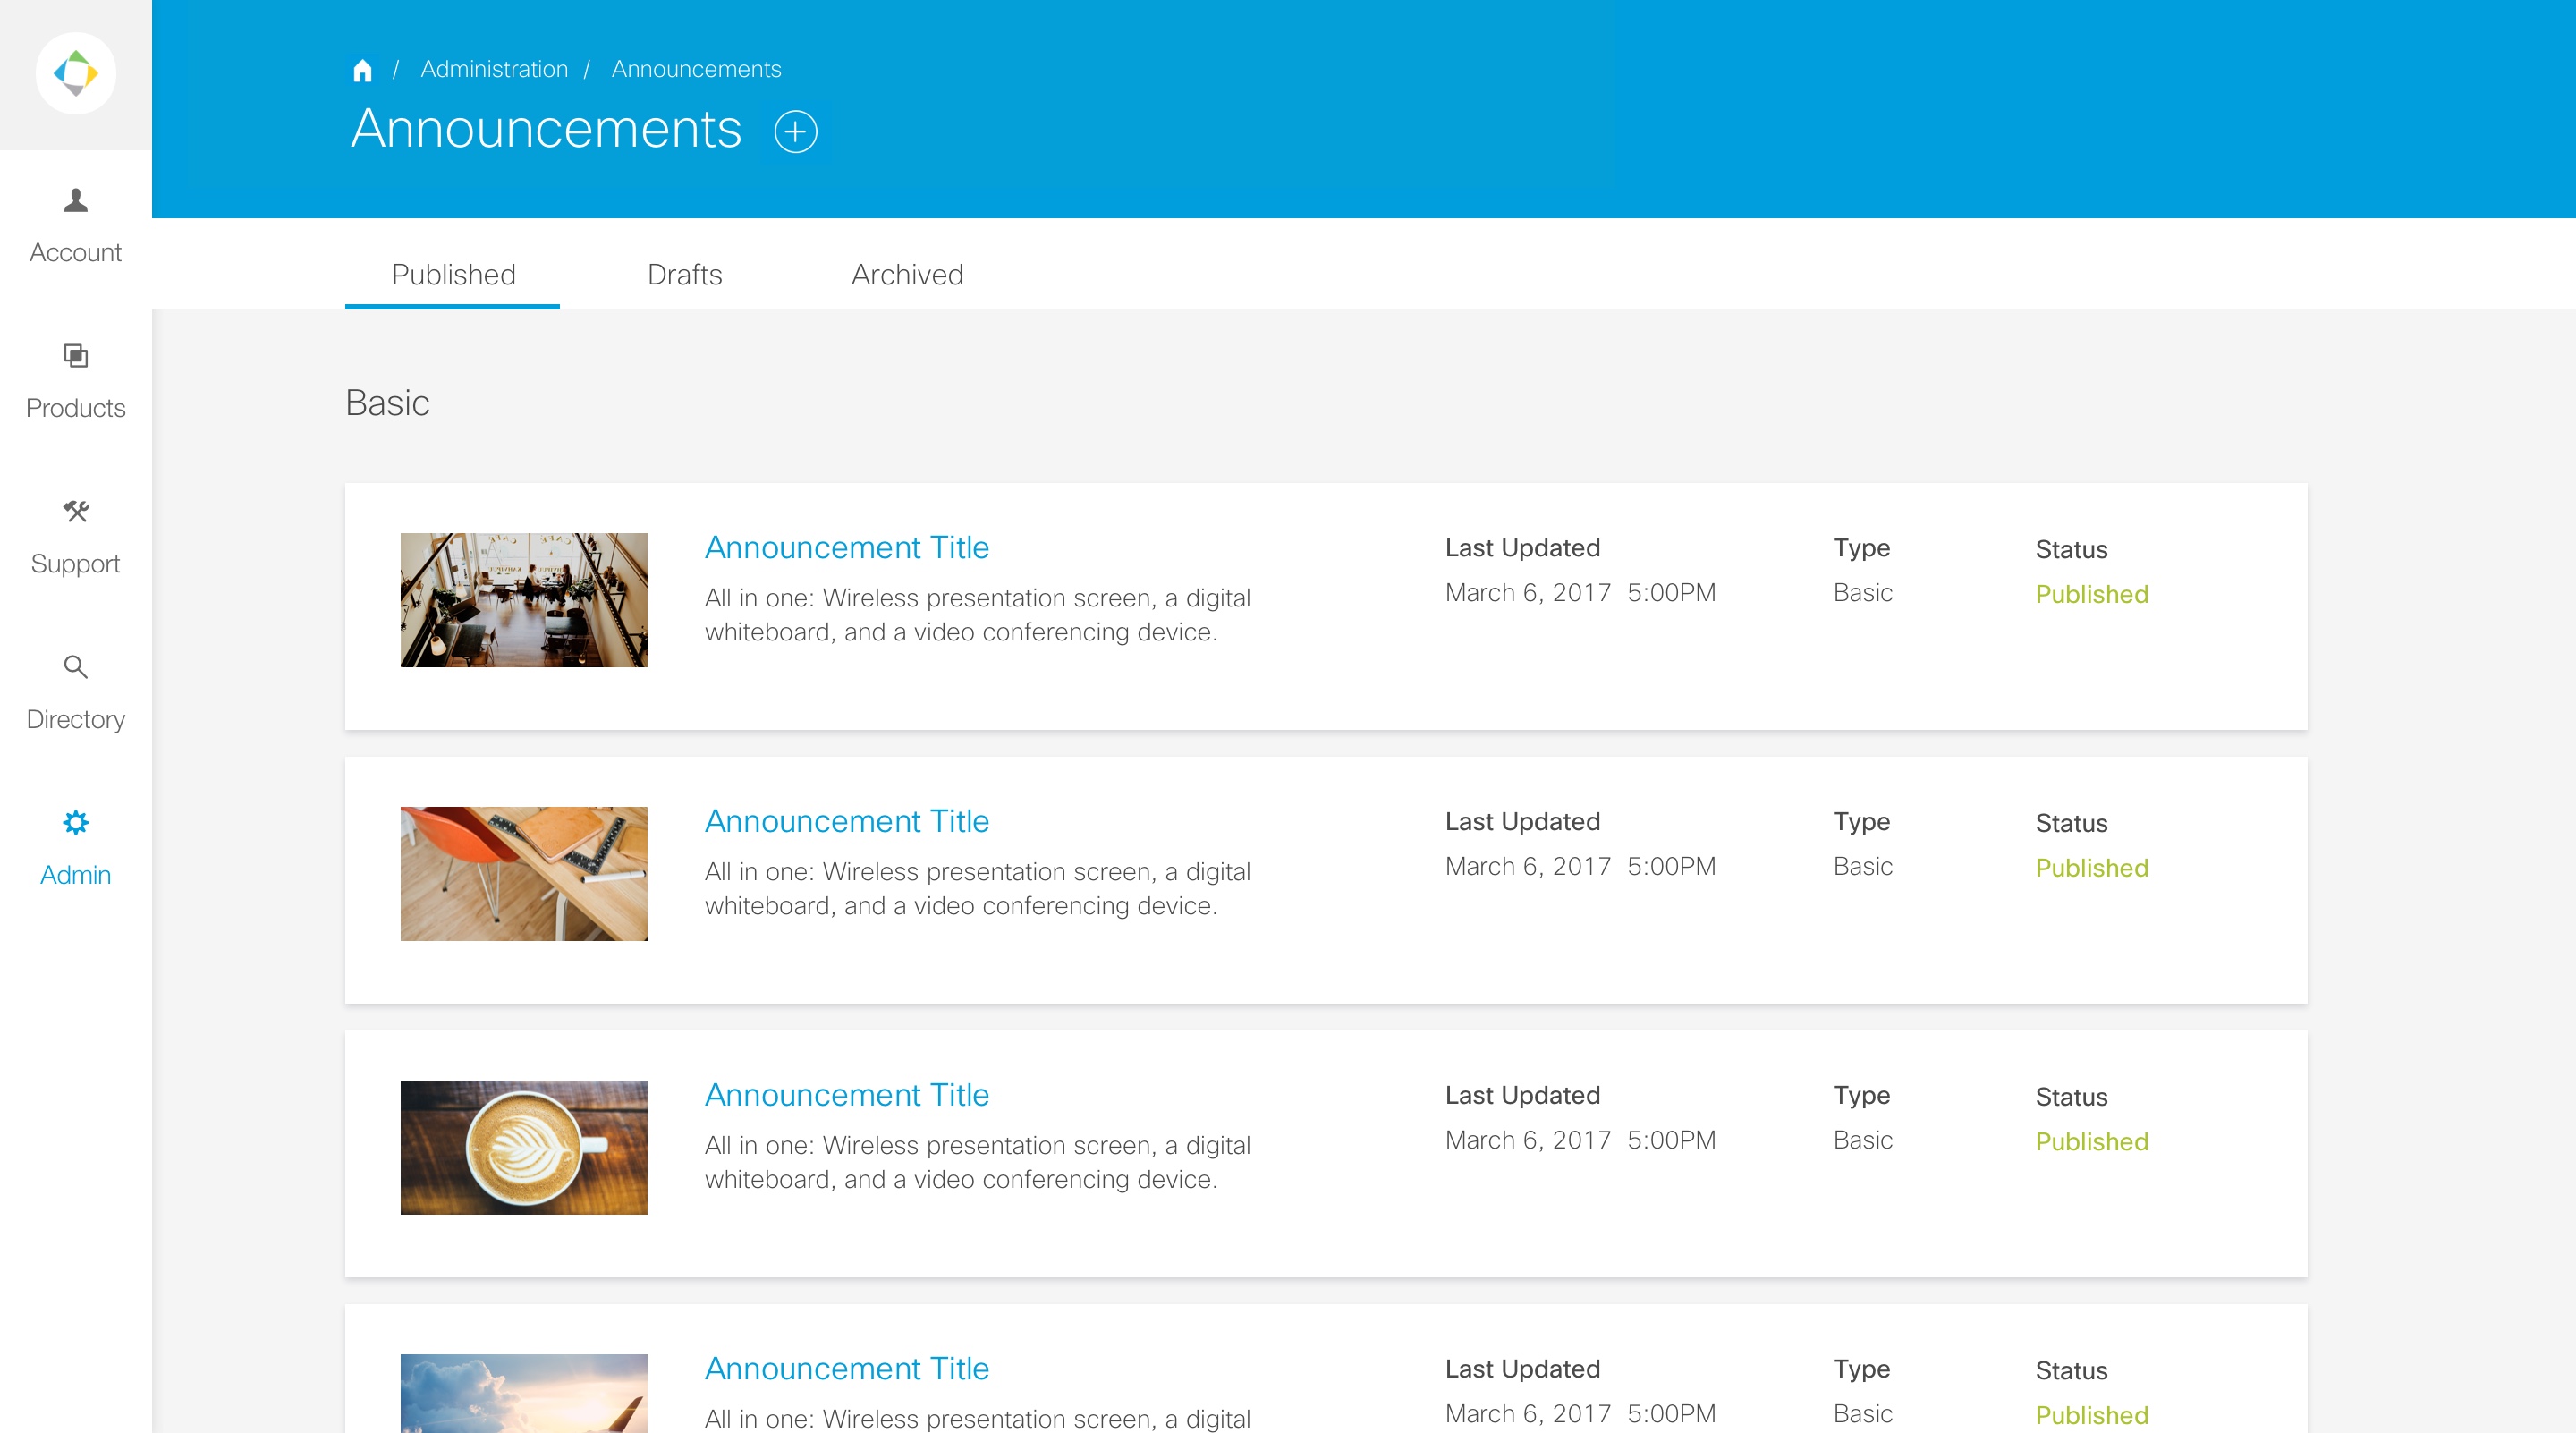 / Administration / Announcements
Announcements
Account
Products
Support
Directory
Admin
Published Drafts Archived
Basic
Announcement Title
All in one: Wireless presentation screen, a digital
whiteboard, and a video conferencing device.
Last Updated
March 6, 2017 5:00PM
Type
Basic
Status
Published
Announcement Title
All in one: Wireless presentation screen, a digital
whiteboard, and a video conferencing device.
Last Updated
March 6, 2017 5:00PM
Type
Basic
Status
Published
Announcement Title
All in one: Wireless presentation screen, a digital
whiteboard, and a video conferencing device.
Last Updated
March 6, 2017 5:00PM
Type
Basic
Status
Published
Announcement Title
All in one: Wireless presentation screen, a digital
Last Updated
March 6, 2017 5:00PM
Type
Basic
Status
Published